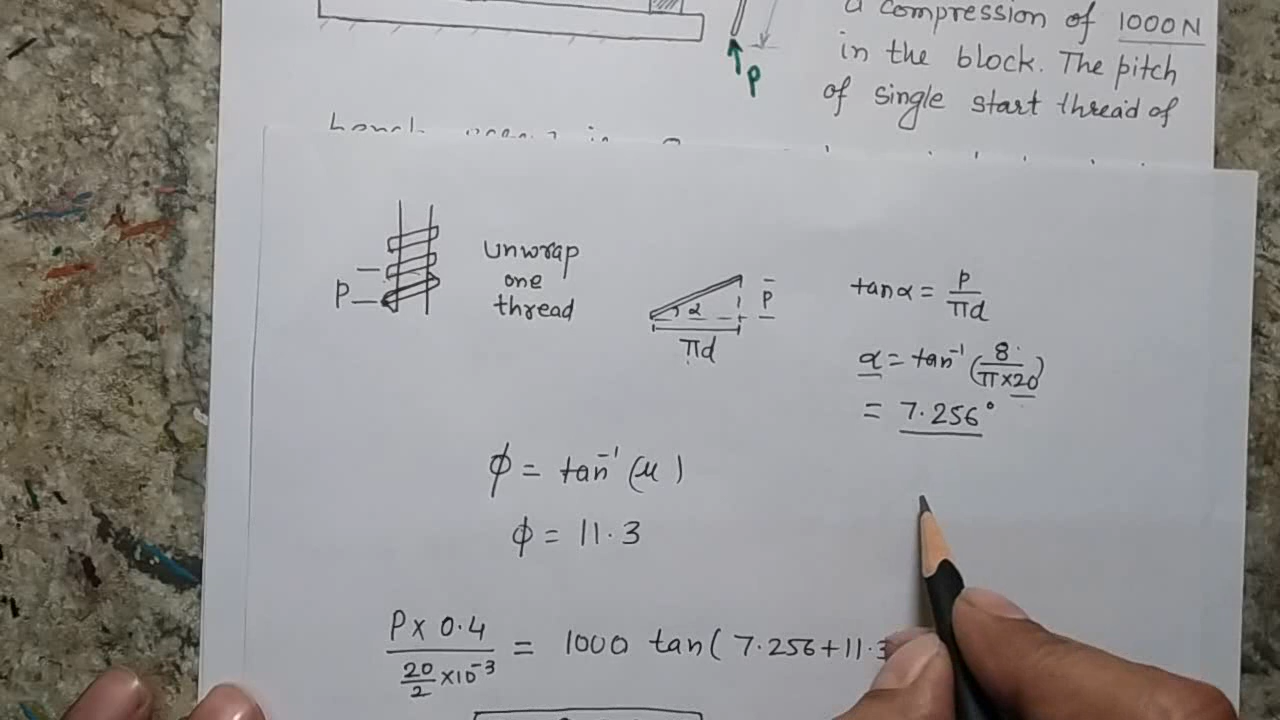 a compression of 1000 N
in the block. The pitch
of single start thread of
P
P
unwrap
one
thread
α
P
πd
tanα = P/πd
α = tan⁻¹(8/π×20)
= 7.256°
ϕ = tan⁻¹(μ)
ϕ = 11.3
P× 0.4 / 20/2 ×10⁻³ = 1000 tan( 7.256+11.3